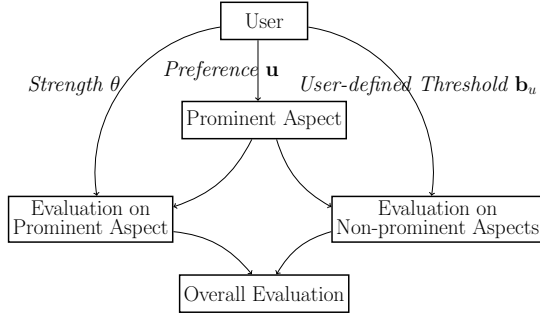 User
Preference u
Strength θ
User-defined Threshold bᵤ
Prominent Aspect
Evaluation on
Prominent Aspect
Evaluation on
Non-prominent Aspects
Overall Evaluation